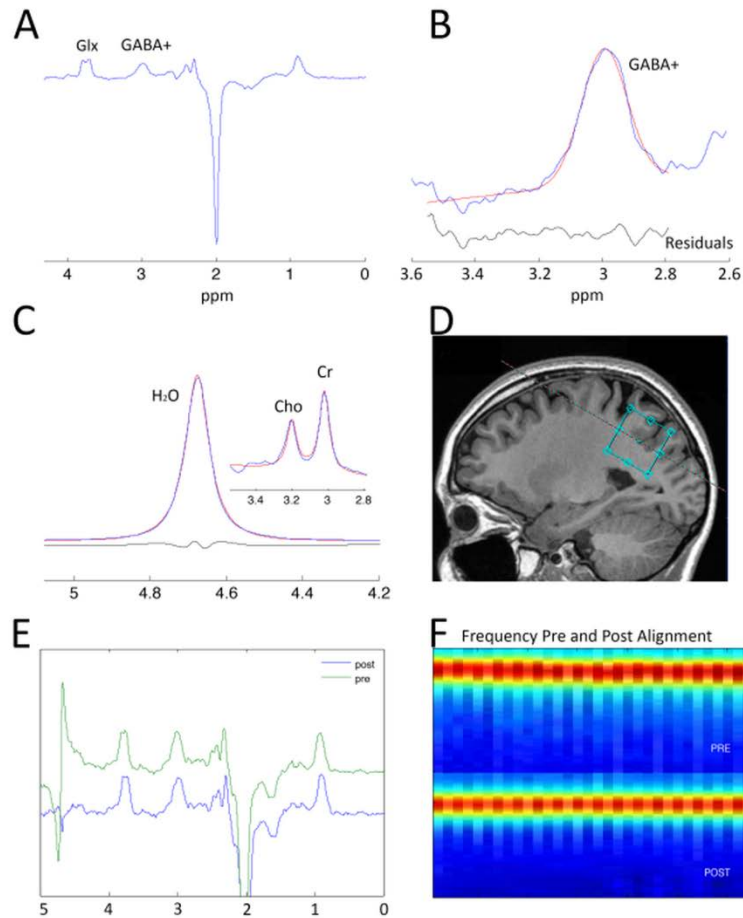 A
Glx
GABA+
4 3 2 1 0
ppm
B
GABA+
Residuals
3.6 3.4 3.2 3 2.8 2.6
ppm
C
H₂O
Cho
Cr
3.4 3.2 3 2.8
5 4.8 4.6 4.4 4.2
D
E
post
pre
5 4 3 2 1 0
F
Frequency Pre and Post Alignment
PRE
POST